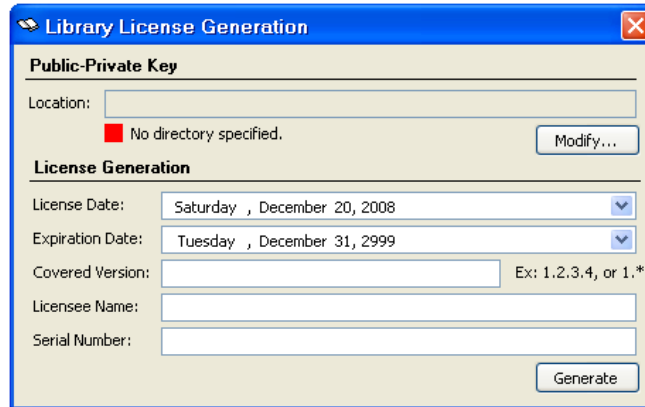 Library License Generation
Public-Private Key
Location:
No directory specified.
Modify...
License Generation
License Date: Saturday , December 20, 2008
Expiration Date: Tuesday , December 31, 2999
Covered Version: Ex: 1.2.3.4, or 1.*
Licensee Name:
Serial Number:
Generate